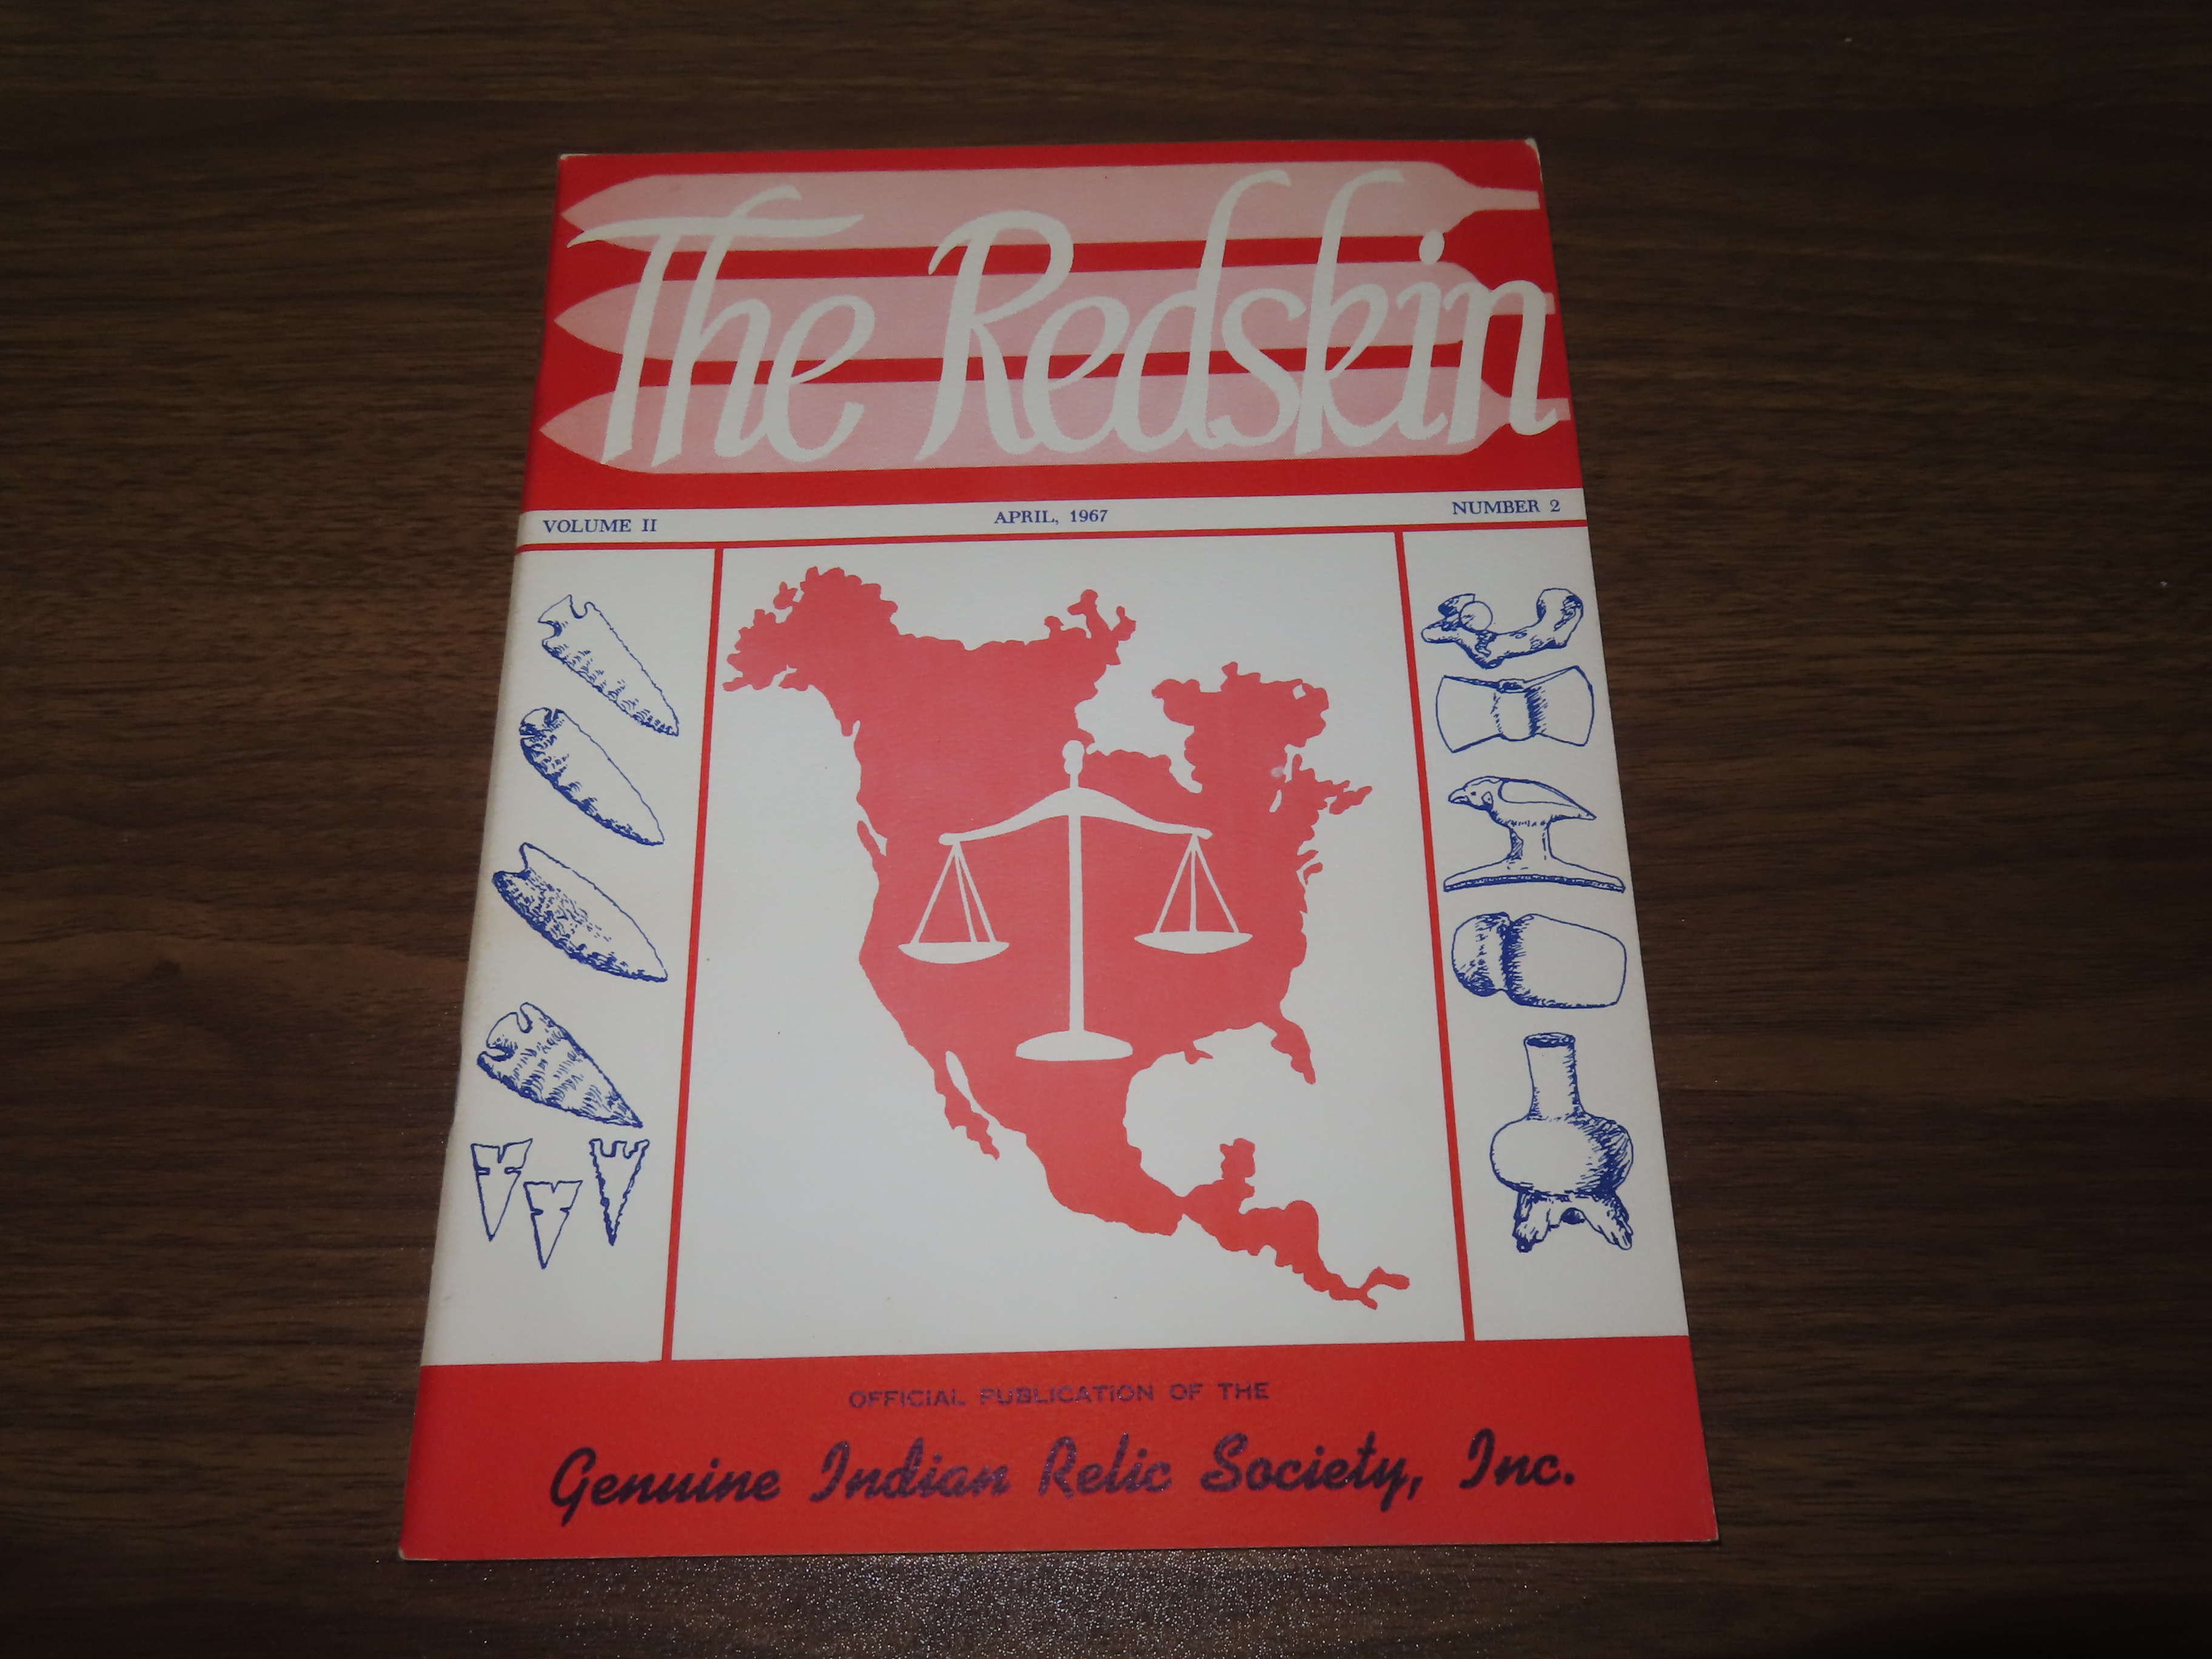 The Redskin
VOLUME II APRIL, 1967 NUMBER 2
OFFICIAL PUBLICATION OF THE
Genuine Indian Relic Society, Inc.